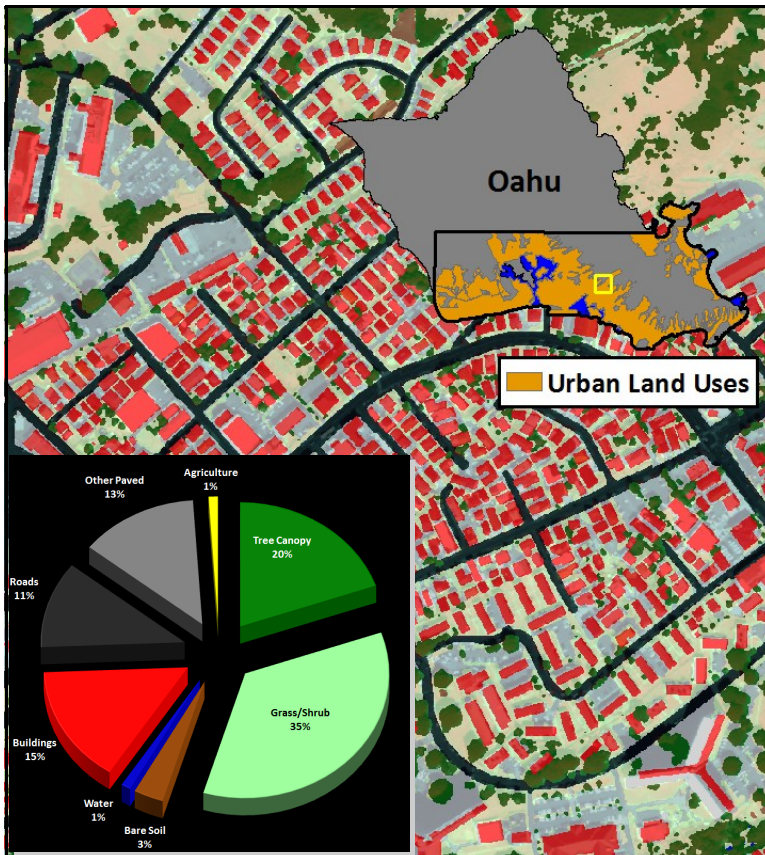 Oahu
Urban Land Uses
Agriculture
1%
Other Paved
13%
Tree Canopy
20%
Roads
11%
Grass/Shrub
35%
Buildings
15%
Water
1%
Bare Soil
3%